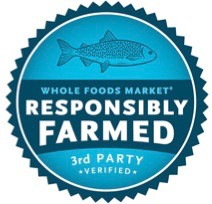 WHOLE FOODS MARKET
RESPONSIBLY
FARMED
3rd PARTY
• VERIFIED •